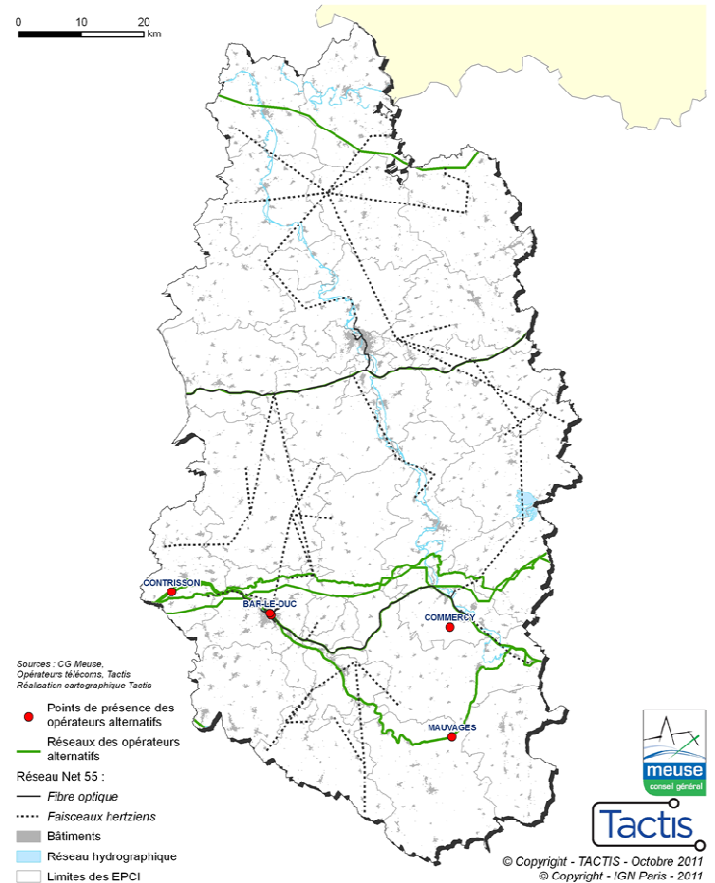 0 10 20
km
CONTRISSON
BAR-LE-DUC
COMMERCY
MAUVAGES
Sources : CG Meuse,
Opérateurs télécoms, Tactis
Réalisation cartographique Tactis
Points de présence des
opérateurs alternatifs
Réseaux des opérateurs
alternatifs
Réseau Net 55 :
Fibre optique
Faisceaux hertziens
Bâtiments
Réseau hydrographique
Limites des EPCI
meuse
conseil général
Tactis
© Copyright - TACTIS - Octobre 2011
© Copyright - IGN Paris - 2011